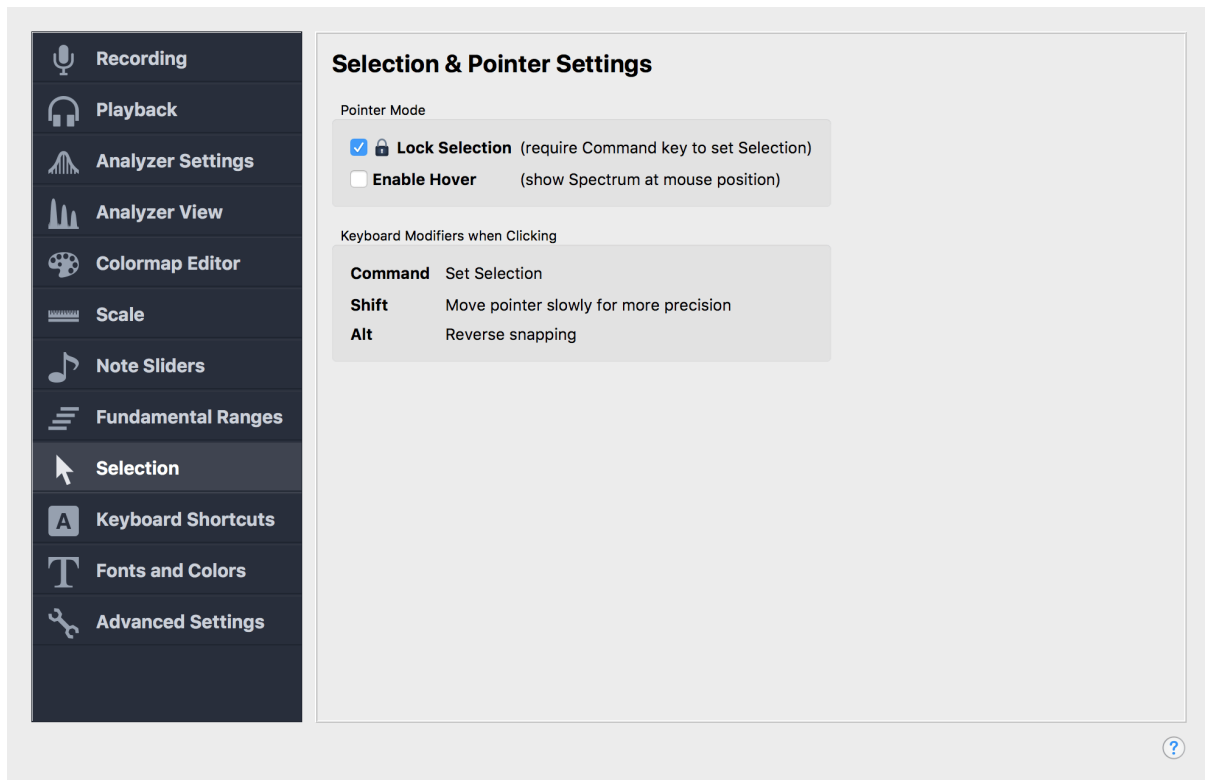 Recording
Playback
Analyzer Settings
Analyzer View
Colormap Editor
Scale
Note Sliders
Fundamental Ranges
Selection
A Keyboard Shortcuts
T Fonts and Colors
Advanced Settings
Selection & Pointer Settings
Pointer Mode
Lock Selection (require Command key to set Selection)
Enable Hover (show Spectrum at mouse position)
Keyboard Modifiers when Clicking
Command Set Selection
Shift Move pointer slowly for more precision
Alt Reverse snapping
?